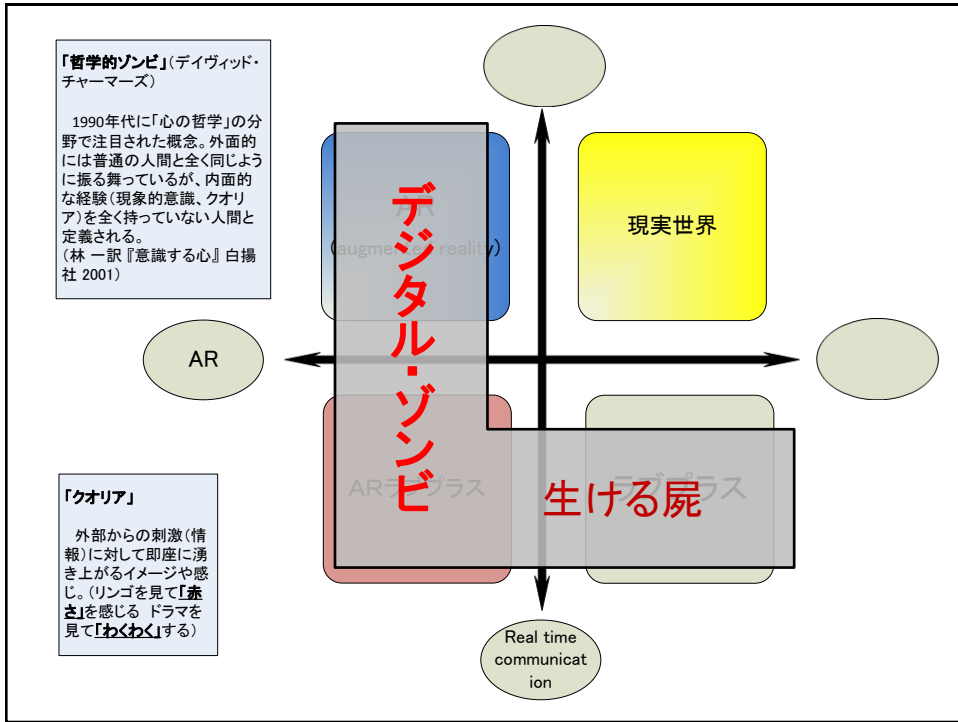 「哲学的ゾンビ」(デイヴィッド・
チャーマーズ)
1990年代に「心の哲学」の分
野で注目された概念。外面的
には普通の人間と全く同じよう
に振る舞っているが、内面的
な経験(現象的意識、クオリ
ア)を全く持っていない人間と
定義される。
(林 一訳『意識する心』白揚
社 2001)
AR
(augmented reality)
デジタル・ゾンビ
現実世界
AR
ARラブプラス
ラブプラス
生ける屍
「クオリア」
外部からの刺激(情
報)に対して即座に湧
き上がるイメージや感
じ。(リンゴを見て「赤
さ」を感じる ドラマを
見て「わくわく」する)
Real time
communicat
ion